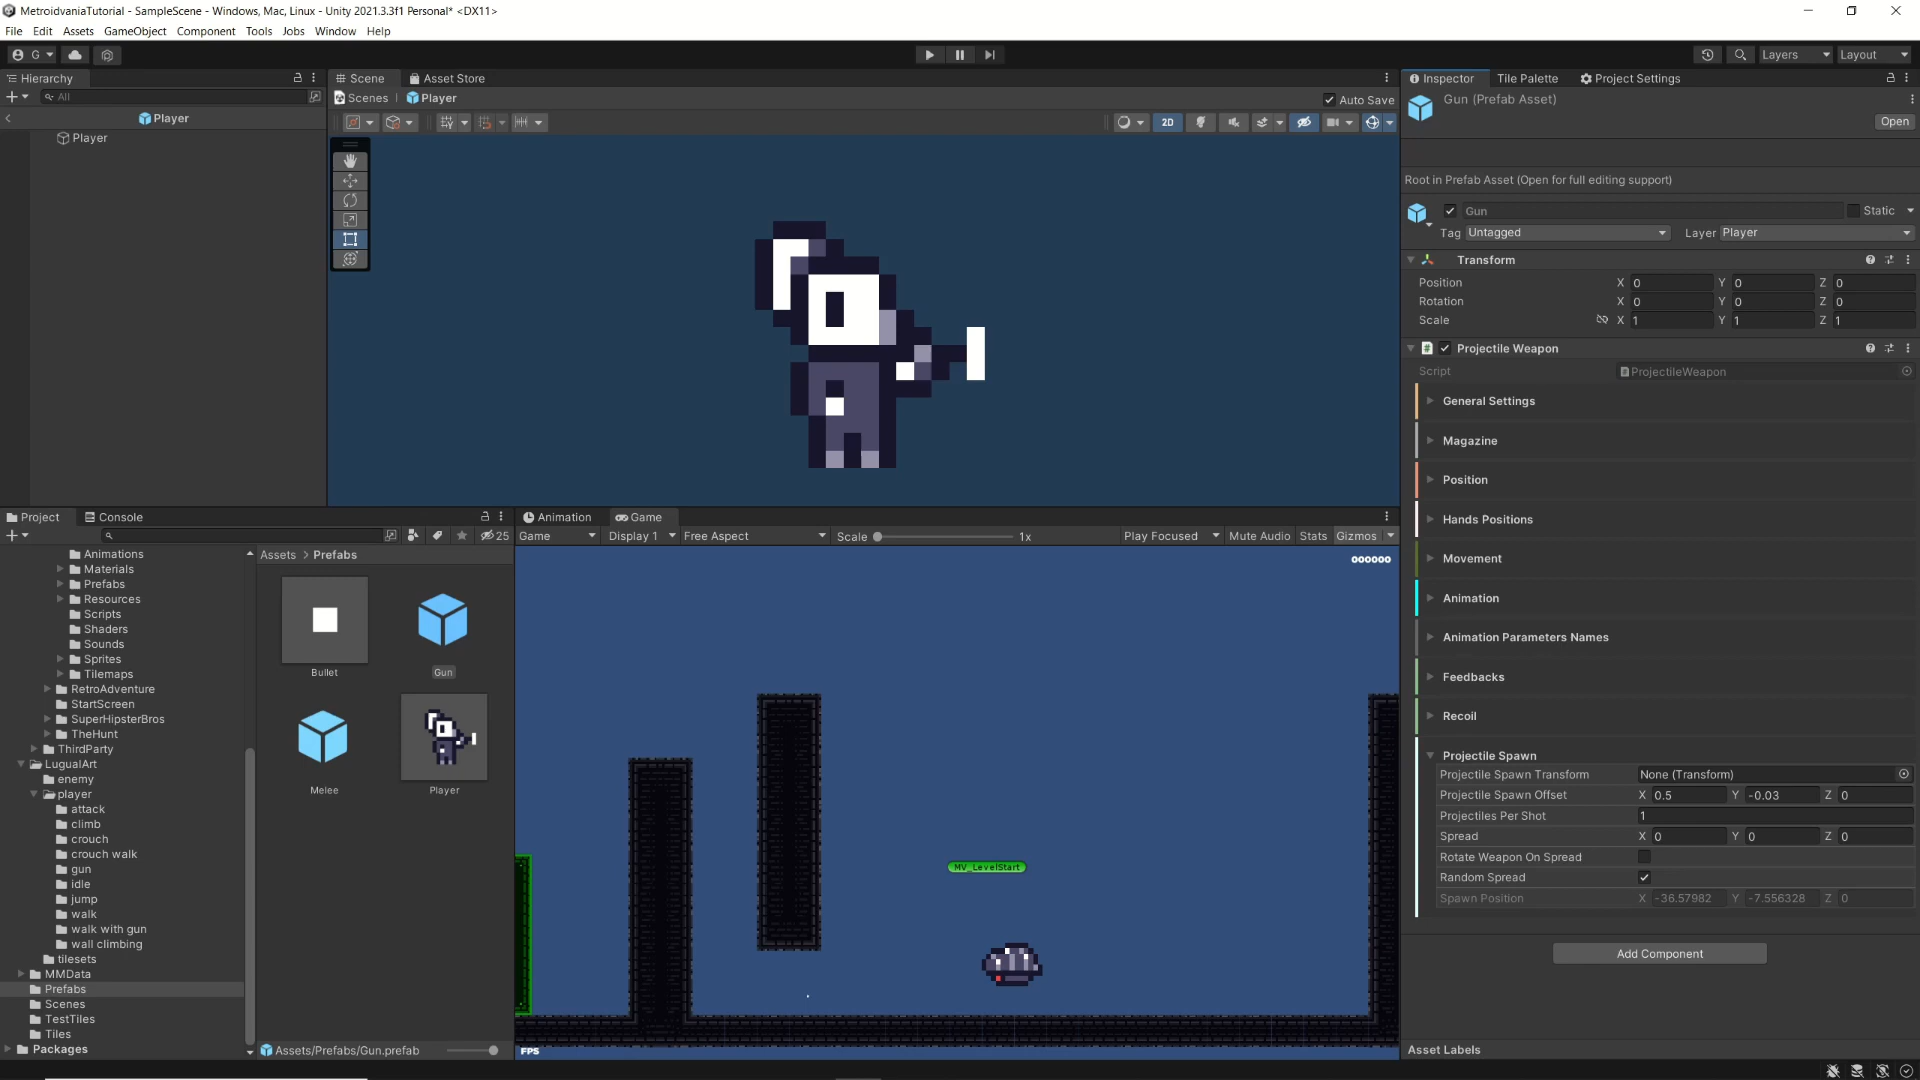 MetroidvaniaTutorial - SampleScene - Windows, Mac, Linux - Unity 2021.3.3f1 Personal* <DX11>
File Edit Assets GameObject Component Tools Jobs Window Help
G
Layers
Layout
Hierarchy
All
Player
Player
Scene
Asset Store
Scenes
Player
Auto Save
2D
Project
Console
25
Animations
Materials
Prefabs
Resources
Scripts
Shaders
Sounds
Sprites
Tilemaps
RetroAdventure
StartScreen
SuperHipsterBros
TheHunt
ThirdParty
LugualArt
enemy
player
attack
climb
crouch
crouch walk
gun
idle
jump
walk
walk with gun
wall climbing
tilesets
MMData
Prefabs
Scenes
TestTiles
Tiles
Packages
Assets > Prefabs
Bullet
Gun
Melee
Player
Assets/Prefabs/Gun.prefab
Animation
Game
Game
Display 1
Free Aspect
Scale
1x
Play Focused
Mute Audio
Stats
Gizmos
000000
MV_LevelStart
FPS
Inspector
Tile Palette
Project Settings
Gun (Prefab Asset)
Open
Root in Prefab Asset (Open for full editing support)
Gun
Static
Tag Untagged
Layer Player
Transform
Position X 0 Y 0 Z 0
Rotation X 0 Y 0 Z 0
Scale X 1 Y 1 Z 1
Projectile Weapon
Script
ProjectileWeapon
General Settings
Magazine
Position
Hands Positions
Movement
Animation
Animation Parameters Names
Feedbacks
Recoil
Projectile Spawn
Projectile Spawn Transform None (Transform)
Projectile Spawn Offset X 0.5 Y -0.03 Z 0
Projectiles Per Shot 1
Spread X 0 Y 0 Z 0
Rotate Weapon On Spread
Random Spread
Spawn Position X -36.57982 Y -7.556328 Z 0
Add Component
Asset Labels